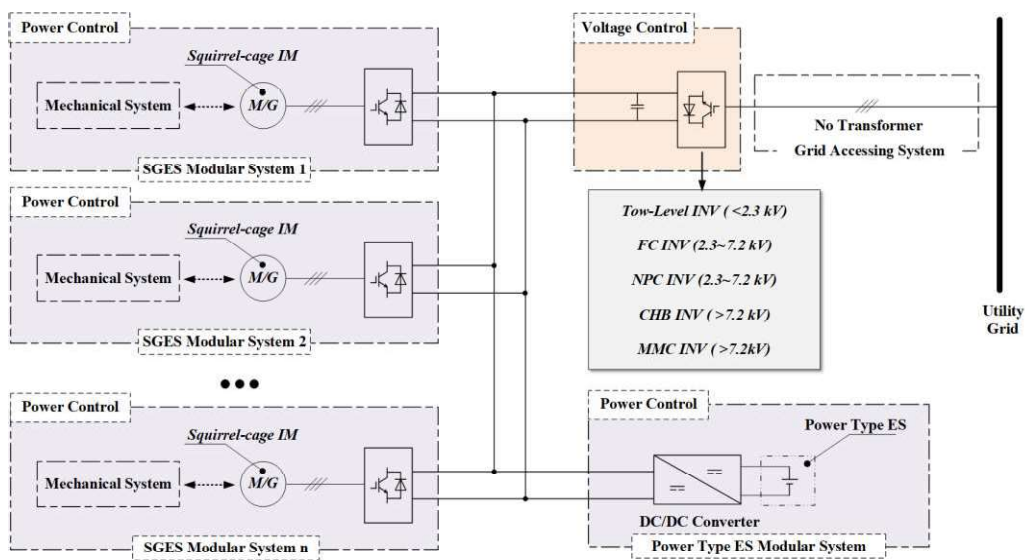 Power Control
Squirrel-cage IM
Mechanical System
M/G
SGES Modular System 1
Power Control
Squirrel-cage IM
Mechanical System
M/G
SGES Modular System 2
Power Control
Squirrel-cage IM
Mechanical System
M/G
SGES Modular System n
Voltage Control
No Transformer
Grid Accessing System
Tow-Level INV ( <2.3 kV)
FC INV (2.3~7.2 kV)
NPC INV (2.3~7.2 kV)
CHB INV ( >7.2 kV)
MMC INV ( >7.2kV)
Utility
Grid
Power Control
Power Type ES
DC/DC Converter
Power Type ES Modular System